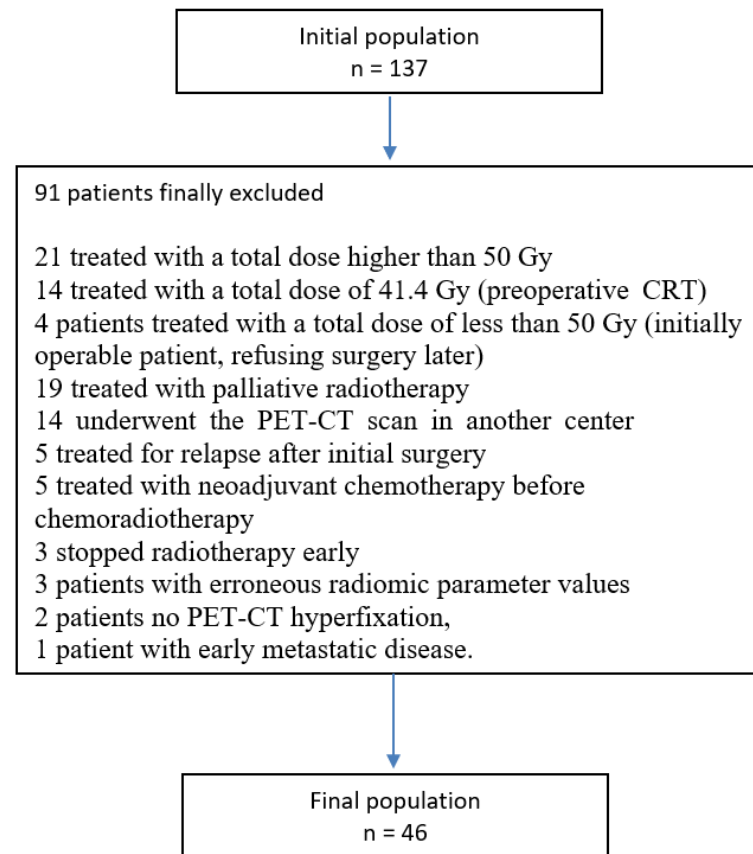 Initial population
n = 137
91 patients finally excluded
21 treated with a total dose higher than 50 Gy
14 treated with a total dose of 41.4 Gy (preoperative CRT)
4 patients treated with a total dose of less than 50 Gy (initially
operable patient, refusing surgery later)
19 treated with palliative radiotherapy
14 underwent the PET-CT scan in another center
5 treated for relapse after initial surgery
5 treated with neoadjuvant chemotherapy before
chemoradiotherapy
3 stopped radiotherapy early
3 patients with erroneous radiomic parameter values
2 patients no PET-CT hyperfixation,
1 patient with early metastatic disease.
Final population
n = 46